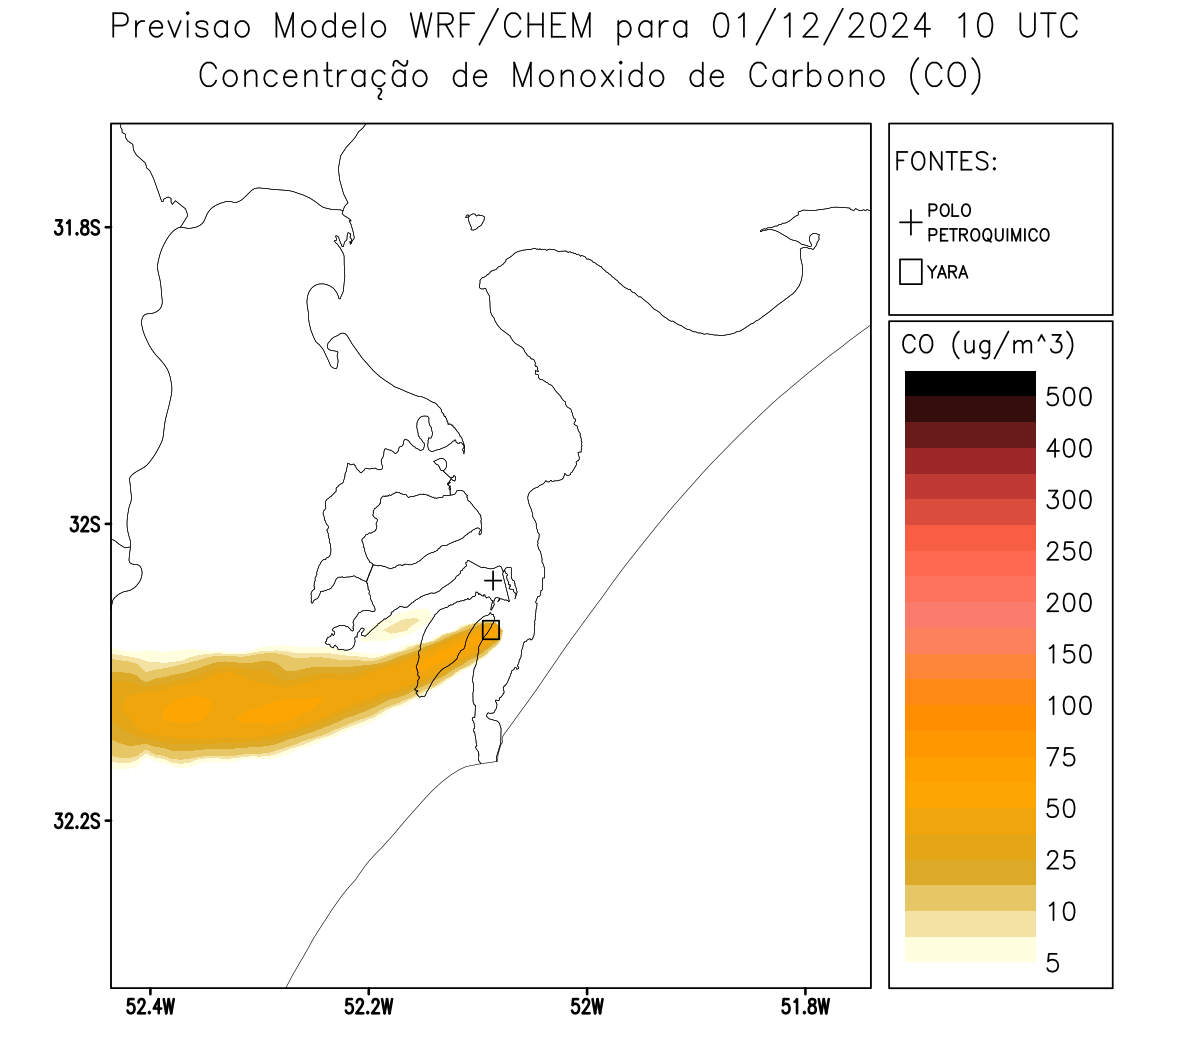 Previsao Modelo WRF/CHEM para 01/12/2024 10 UTC
Concentração de Monoxido de Carbono (CO)
31.8S
32S
32.2S
52.4W
52.2W
52W
51.8W
FONTES:
POLO
PETROQUIMICO
YARA
CO (ug/m^3)
500
400
300
250
200
150
100
75
50
25
10
5